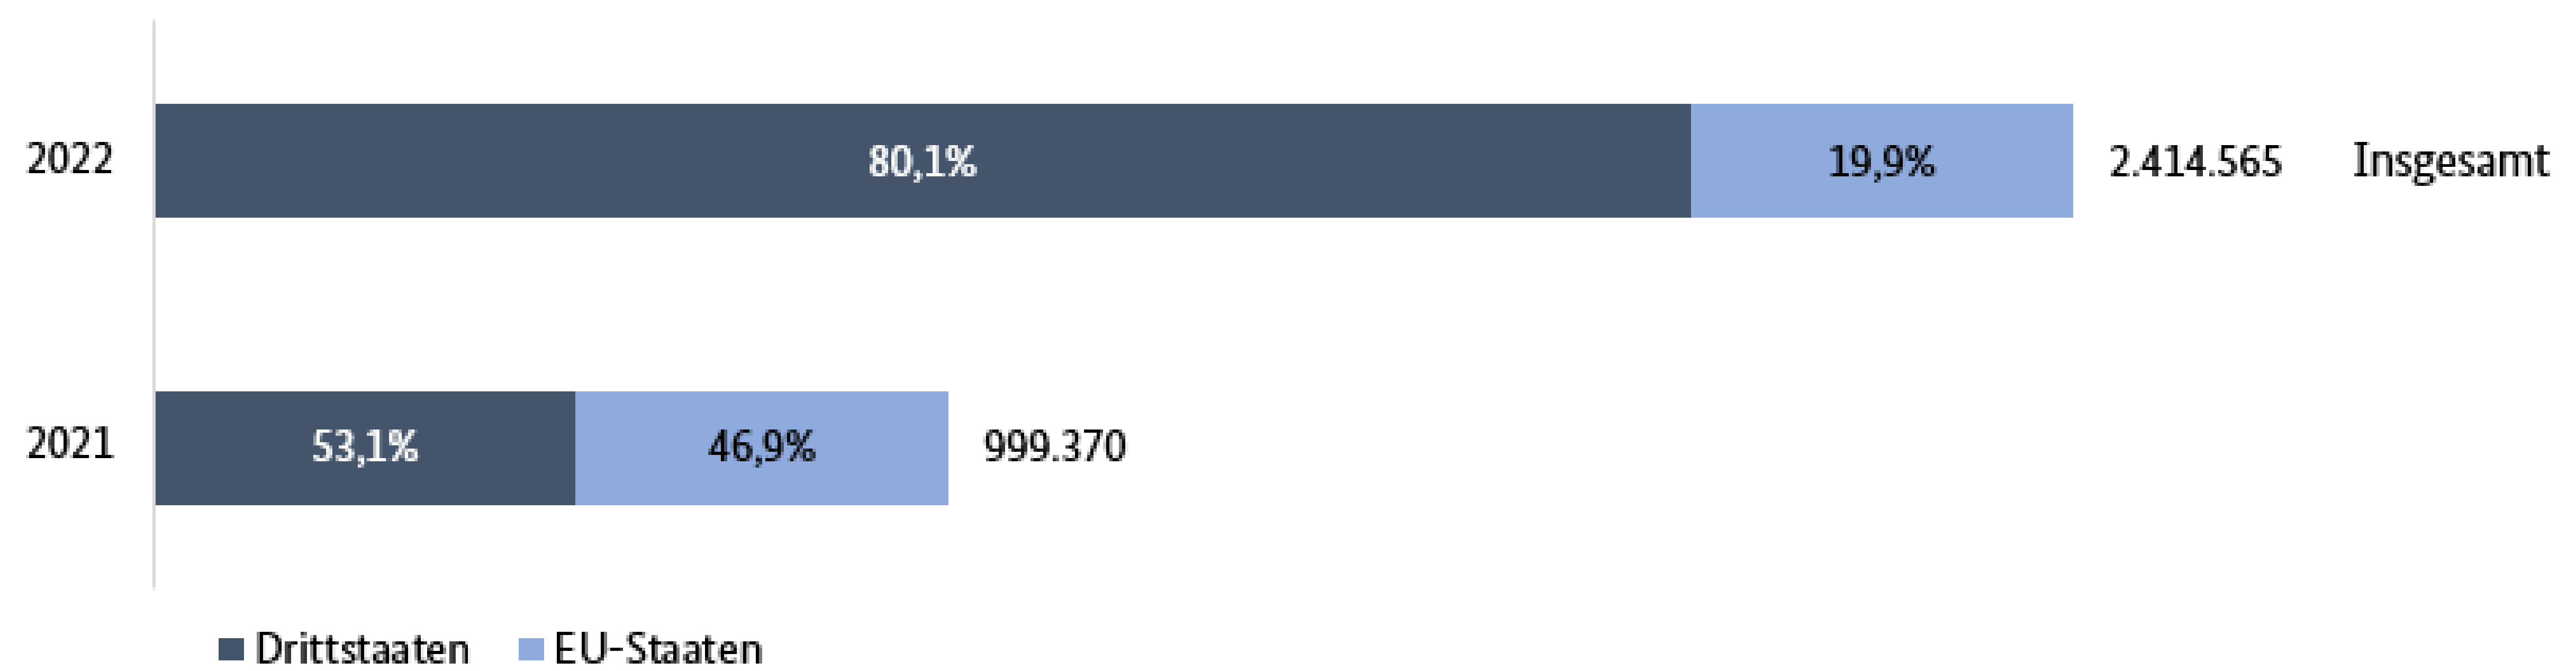 2022 80,1% 19,9% 2.414.565 Insgesamt
2021 53,1% 46,9% 999.370
Drittstaaten EU-Staaten